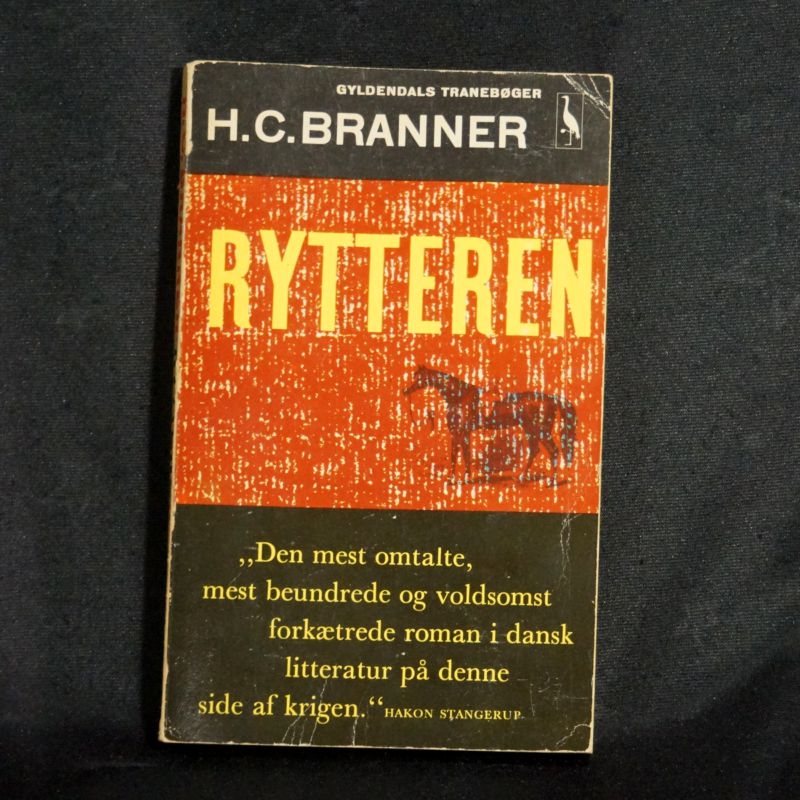 GYLDENDALS TRANEBØGER
H.C.BRANNER
RYTTEREN
,,Den mest omtalte,
mest beundrede og voldsomst
forkætrede roman i dansk
litteratur på denne
side af krigen.“ HAKON STANGERUP